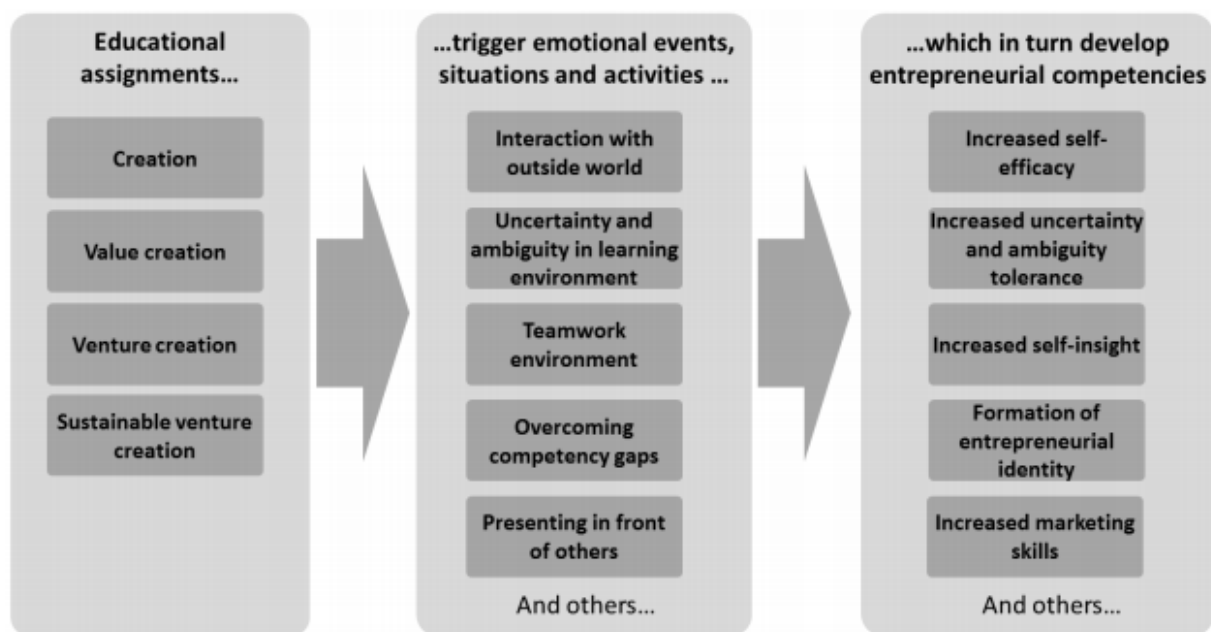 Educational
assignments...
Creation
Value creation
Venture creation
Sustainable venture
creation
...trigger emotional events,
situations and activities ...
Interaction with
outside world
Uncertainty and
ambiguity in learning
environment
Teamwork
environment
Overcoming
competency gaps
Presenting in front
of others
And others...
...which in turn develop
entrepreneurial competencies
Increased self-
efficacy
Increased uncertainty
and ambiguity
tolerance
Increased self-insight
Formation of
entrepreneurial
identity
Increased marketing
skills
And others...